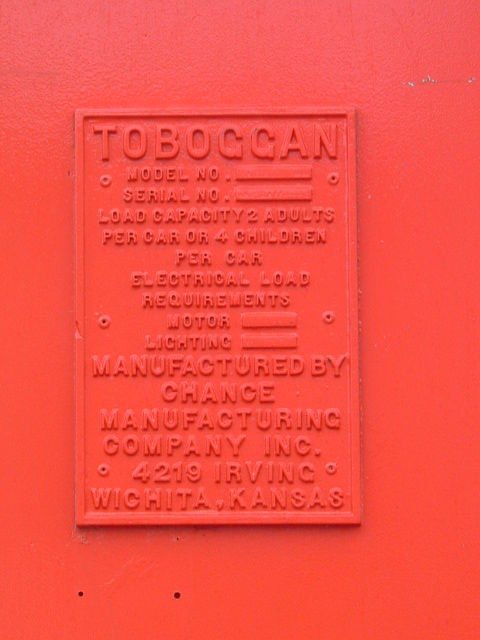 TOBOGGAN
MODEL NO.
SERIAL NO.
LOAD CAPACITY 2 ADULTS
PER CAR OR 4 CHILDREN
PER CAR
ELECTRICAL LOAD
REQUIREMENTS
MOTOR
LIGHTING
MANUFACTURED BY
CHANCE
MANUFACTURING
COMPANY INC.
4219 IRVING
WICHITA, KANSAS